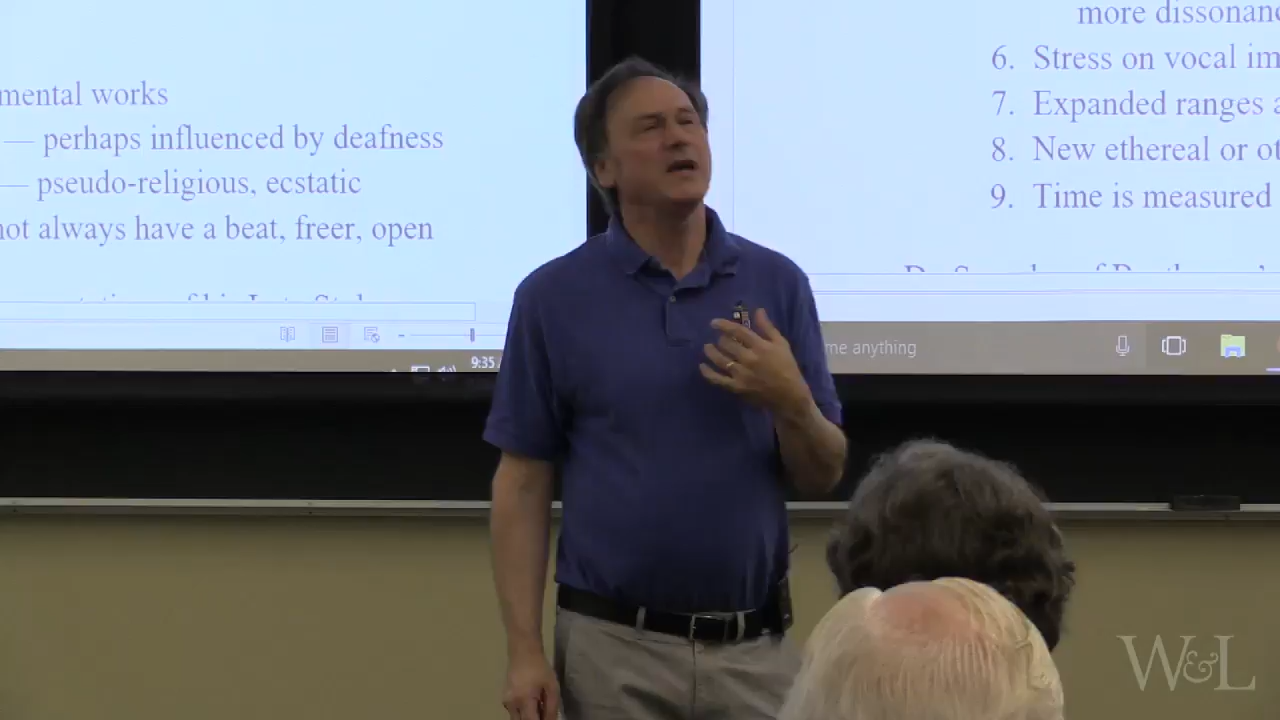 mental works
— perhaps influenced by deafness
— pseudo-religious, ecstatic
not always have a beat, freer, open
9:35
more dissonanc
6. Stress on vocal im
7. Expanded ranges a
8. New ethereal or ot
9. Time is measured
me anything
W&L